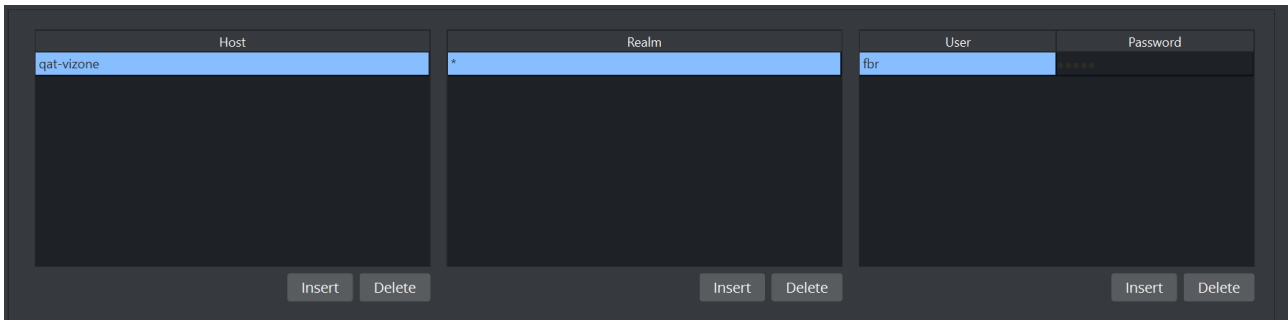 Host Realm User Password
qat-vizone * fbr *****
Insert Delete Insert Delete Insert Delete